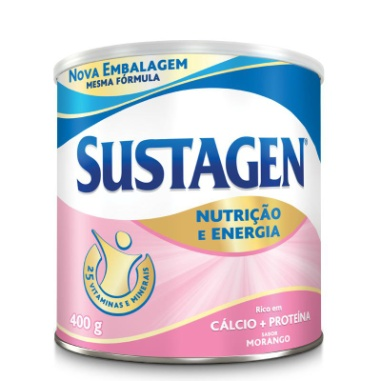 NOVA EMBALAGEM
MESMA FÓRMULA
SUSTAGEN®
NUTRIÇÃO
E ENERGIA
25 VITAMINAS E MINERAIS
400 g
Rico em
CÁLCIO + PROTEÍNA
SABOR
MORANGO